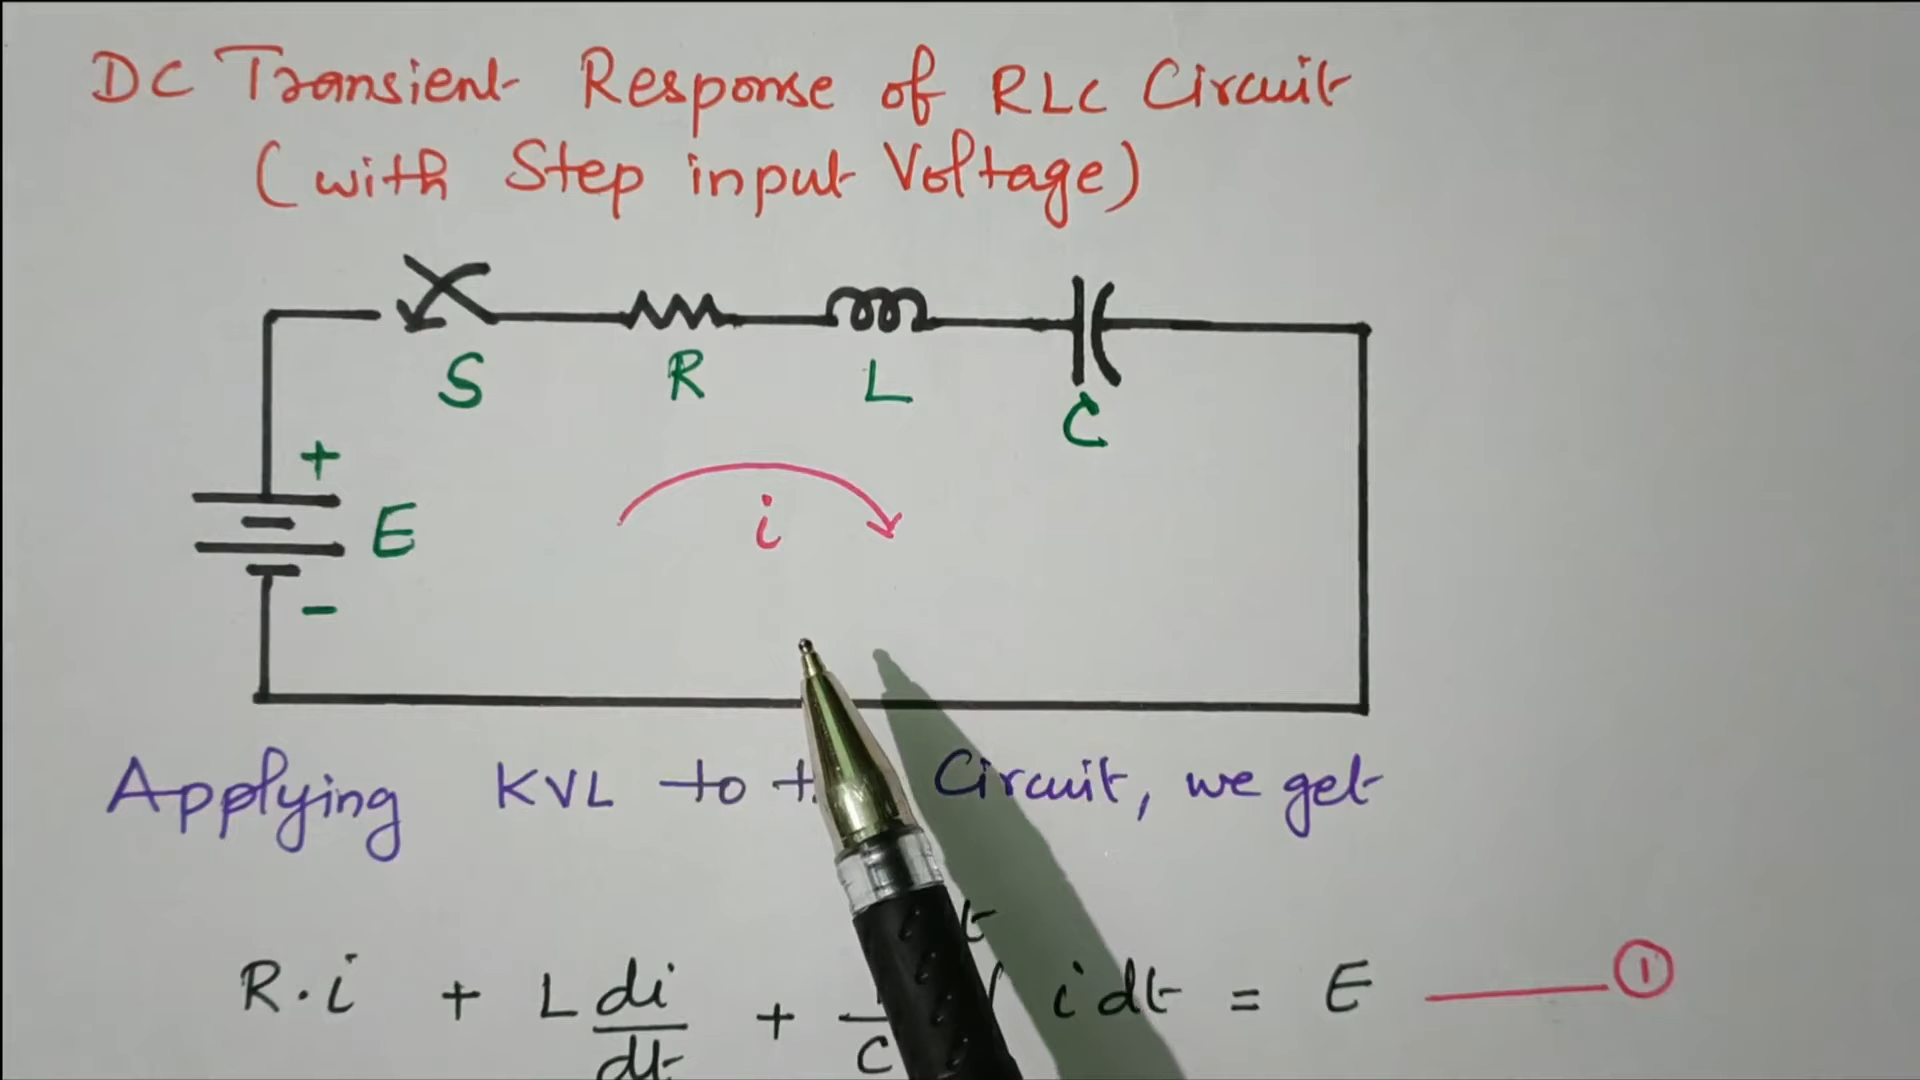 DC Transient Response of RLC Circuit
(with Step input Voltage)
S R L C
+
E
i
-
Applying KVL to Circuit, we get
R.i + L di/dt + 1/C ∫ t i dt = E ——— ①